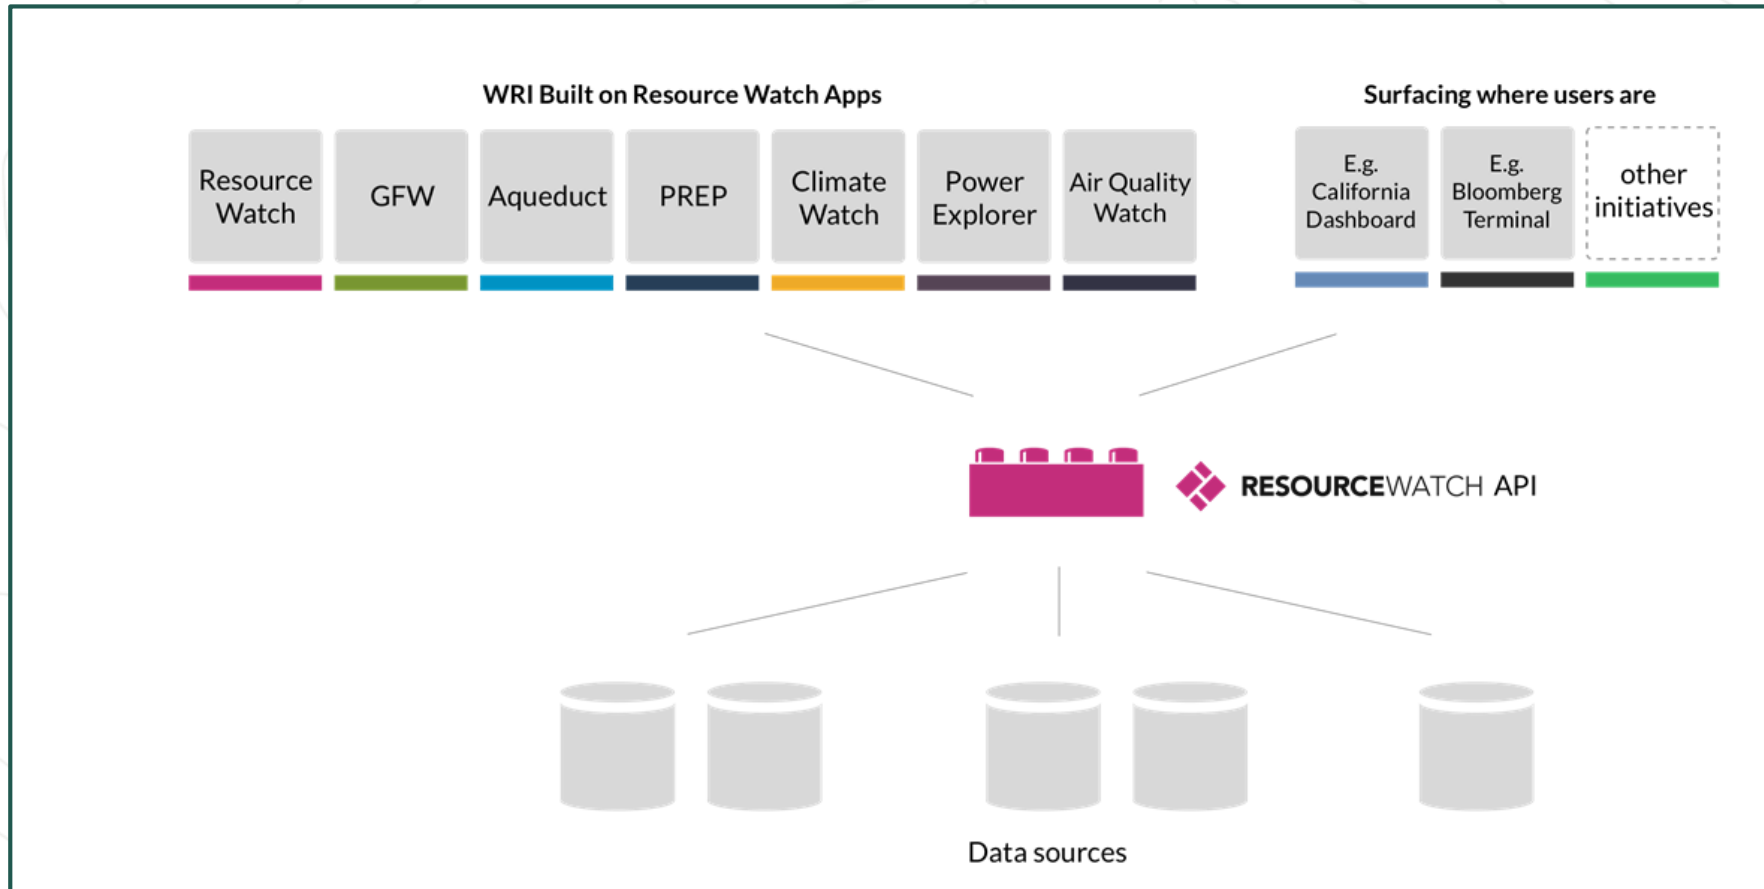 WRI Built on Resource Watch Apps
Surfacing where users are
Resource
Watch
GFW
Aqueduct
PREP
Climate
Watch
Power
Explorer
Air Quality
Watch
E.g.
California
Dashboard
E.g.
Bloomberg
Terminal
other
initiatives
RESOURCEWATCH API
Data sources